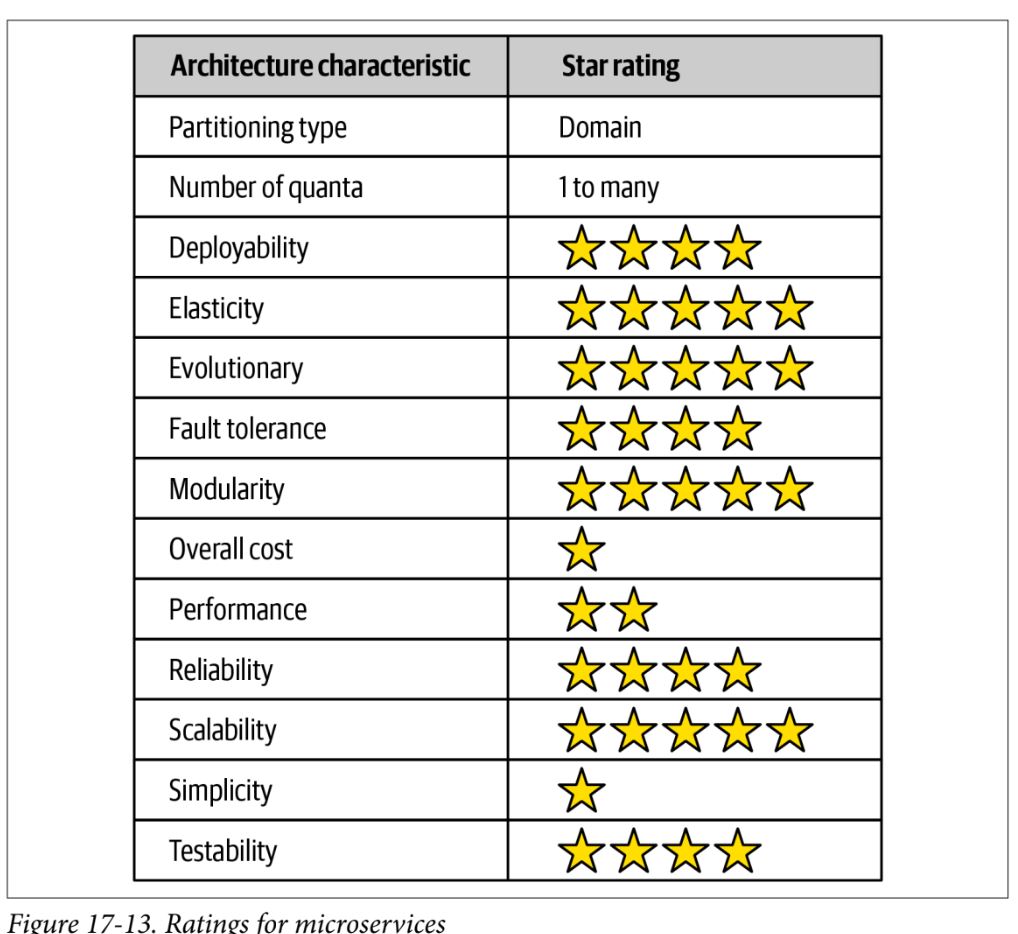 Architecture characteristic Star rating
Partitioning type Domain
Number of quanta 1 to many
Deployability
Elasticity
Evolutionary
Fault tolerance
Modularity
Overall cost
Performance
Reliability
Scalability
Simplicity
Testability
Figure 17-13. Ratings for microservices